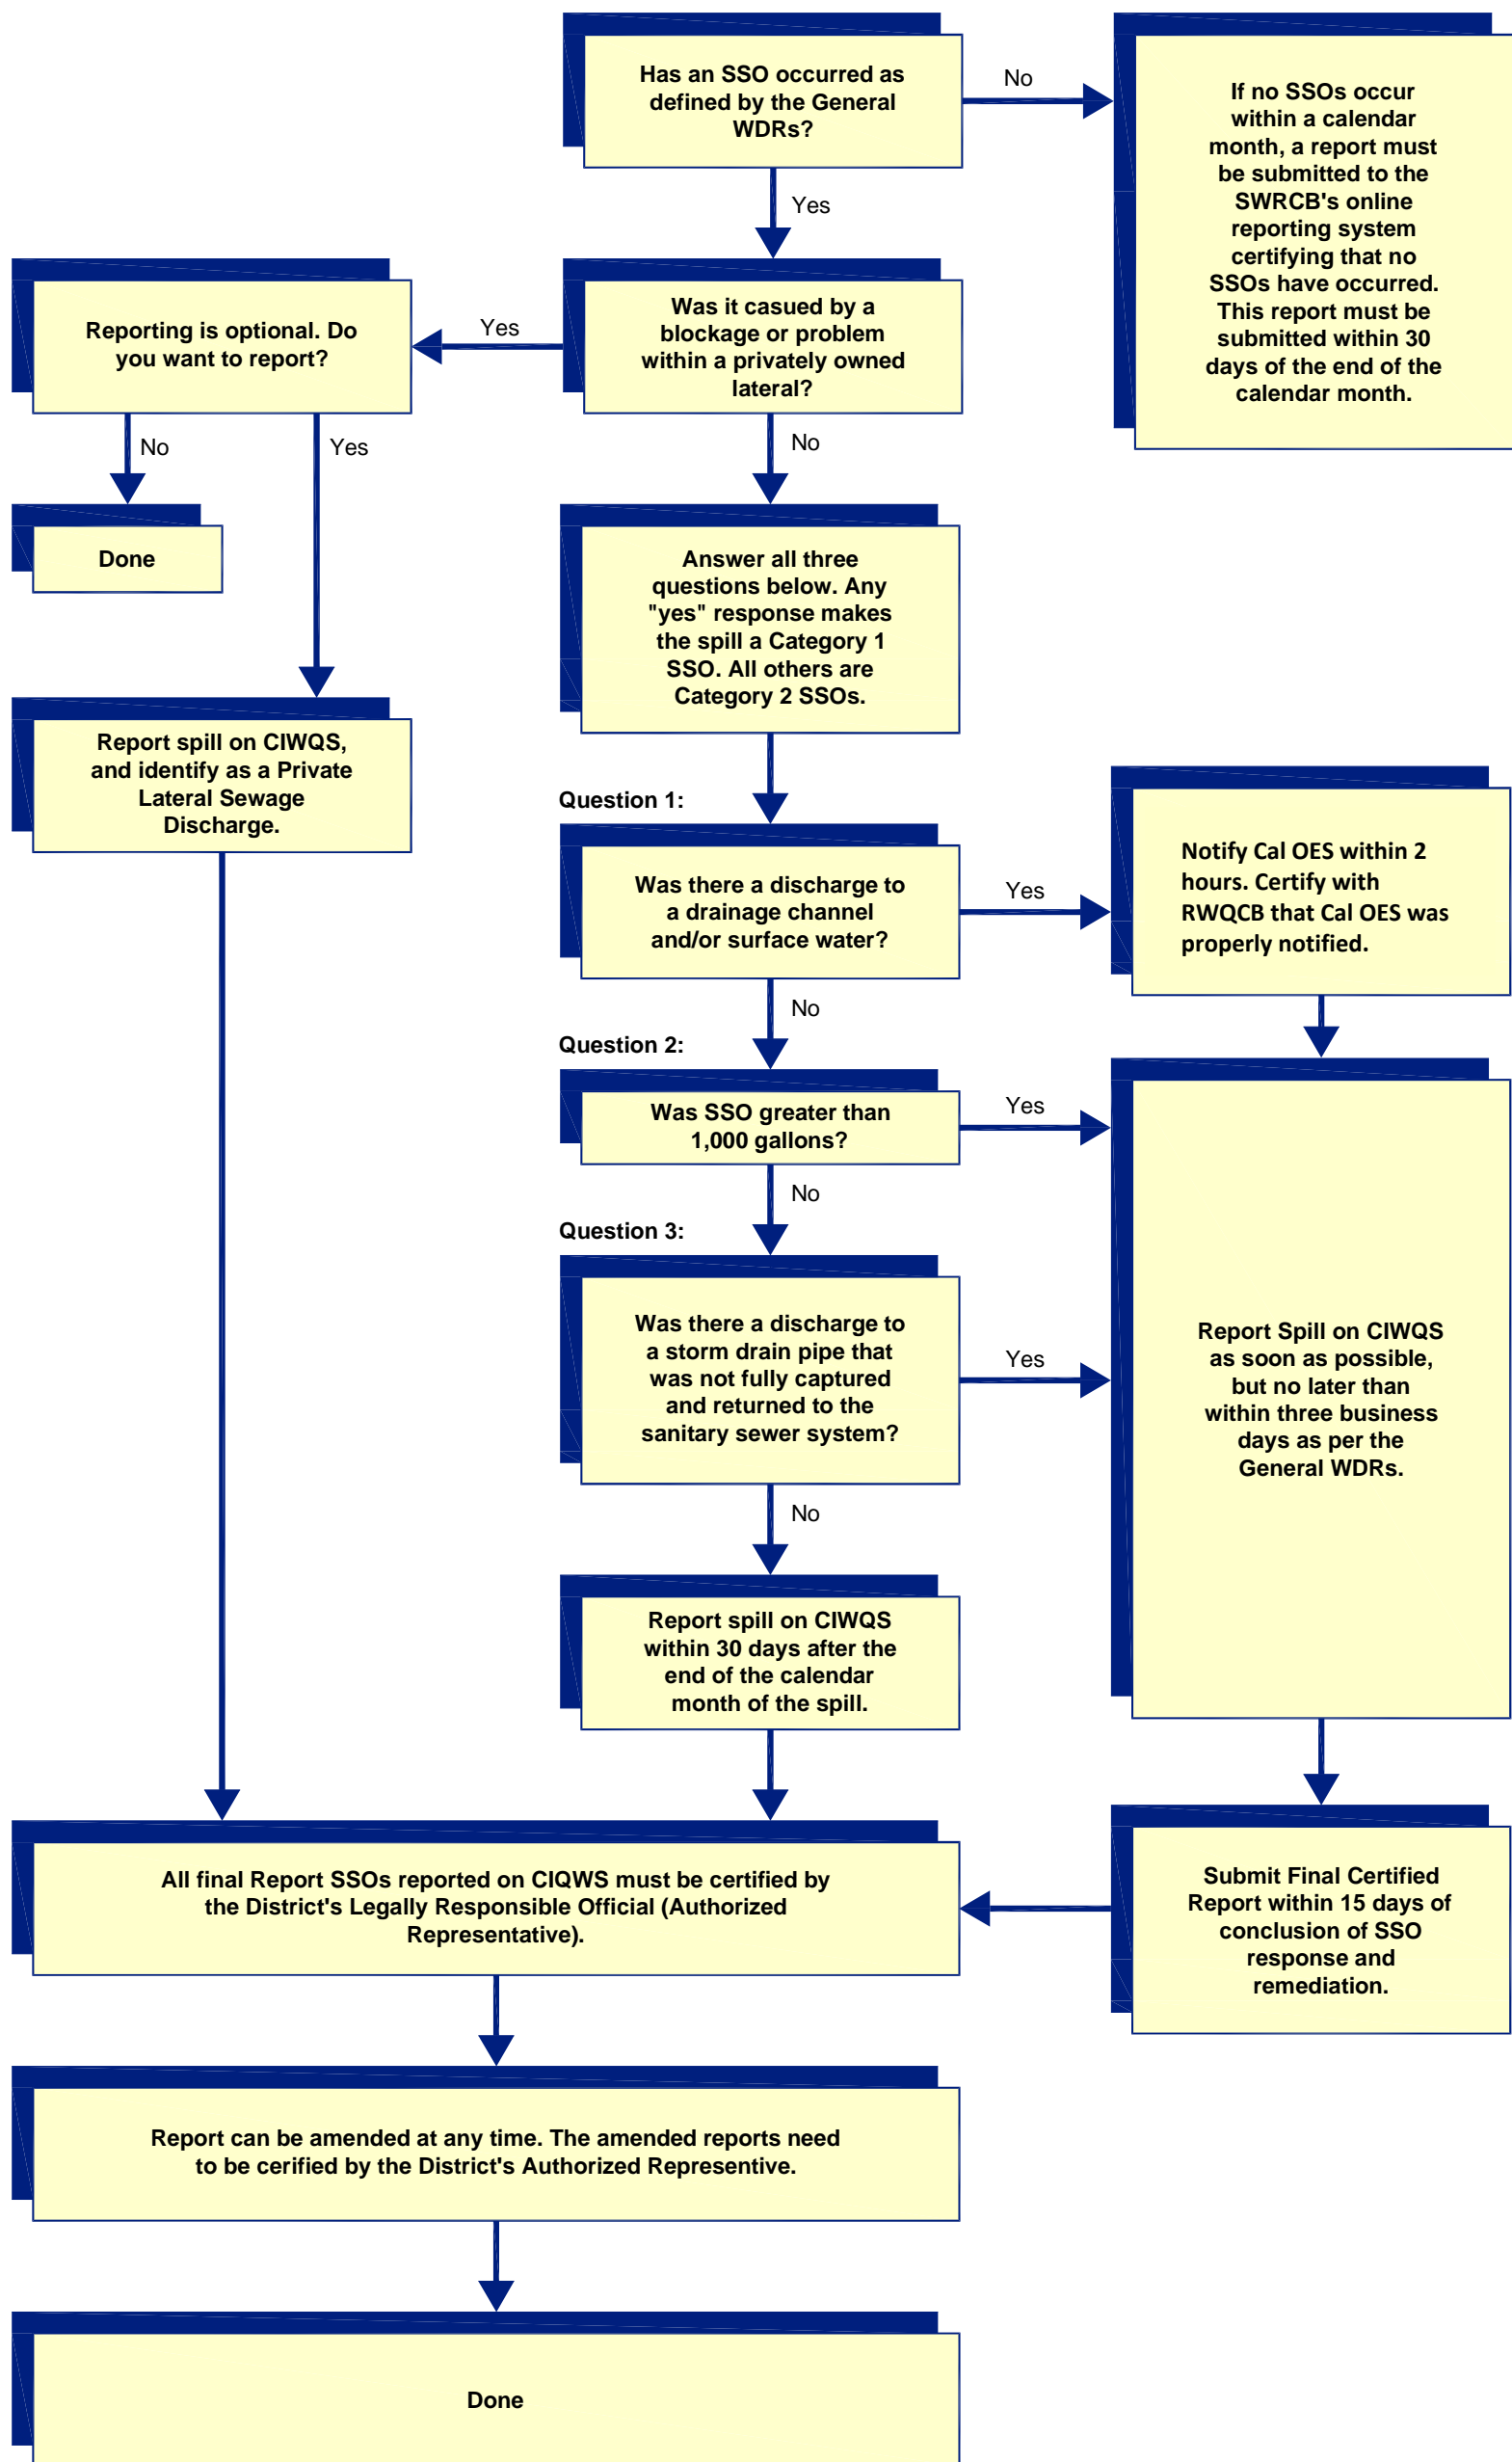 Has an SSO occurred as
defined by the General
WDRs?
No
If no SSOs occur
within a calendar
month, a report must
be submitted to the
SWRCB's online
reporting system
certifying that no
SSOs have occurred.
This report must be
submitted within 30
days of the end of the
calendar month.
Yes
Was it casued by a
blockage or problem
within a privately owned
lateral?
Yes
Reporting is optional. Do
you want to report?
No
Yes
No
Done
Answer all three
questions below. Any
"yes" response makes
the spill a Category 1
SSO. All others are
Category 2 SSOs.
Report spill on CIWQS,
and identify as a Private
Lateral Sewage
Discharge.
Question 1:
Was there a discharge to
a drainage channel
and/or surface water?
Yes
Notify Cal OES within 2
hours. Certify with
RWQCB that Cal OES was
properly notified.
No
Question 2:
Was SSO greater than
1,000 gallons?
Yes
No
Question 3:
Was there a discharge to
a storm drain pipe that
was not fully captured
and returned to the
sanitary sewer system?
Yes
Report Spill on CIWQS
as soon as possible,
but no later than
within three business
days as per the
General WDRs.
No
Report spill on CIWQS
within 30 days after the
end of the calendar
month of the spill.
All final Report SSOs reported on CIQWS must be certified by
the District's Legally Responsible Official (Authorized
Representative).
Submit Final Certified
Report within 15 days of
conclusion of SSO
response and
remediation.
Report can be amended at any time. The amended reports need
to be cerified by the District's Authorized Representive.
Done